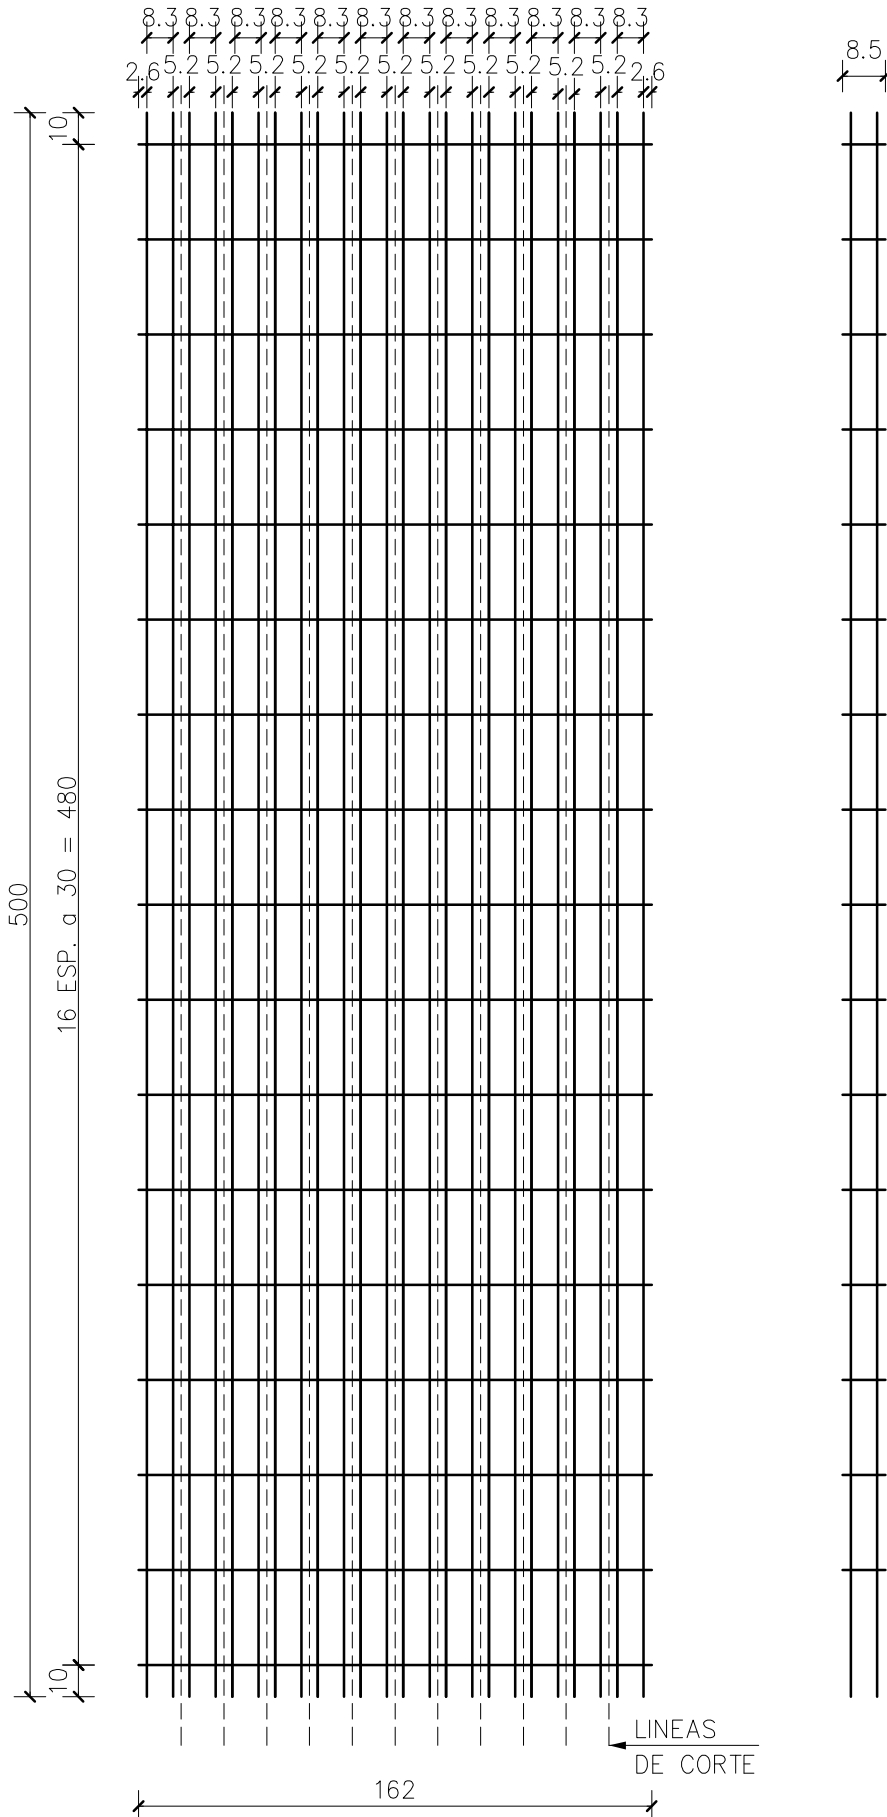 8.3 8.3 8.3 8.3 8.3 8.3 8.3 8.3 8.3 8.3 8.3 8.3
8.5
2.6 5.2 5.2 5.2 5.2 5.2 5.2 5.2 5.2 5.2 5.2 5.2 2.6
10
16 ESP. a 30 = 480
500
10
LINEAS
DE CORTE
162